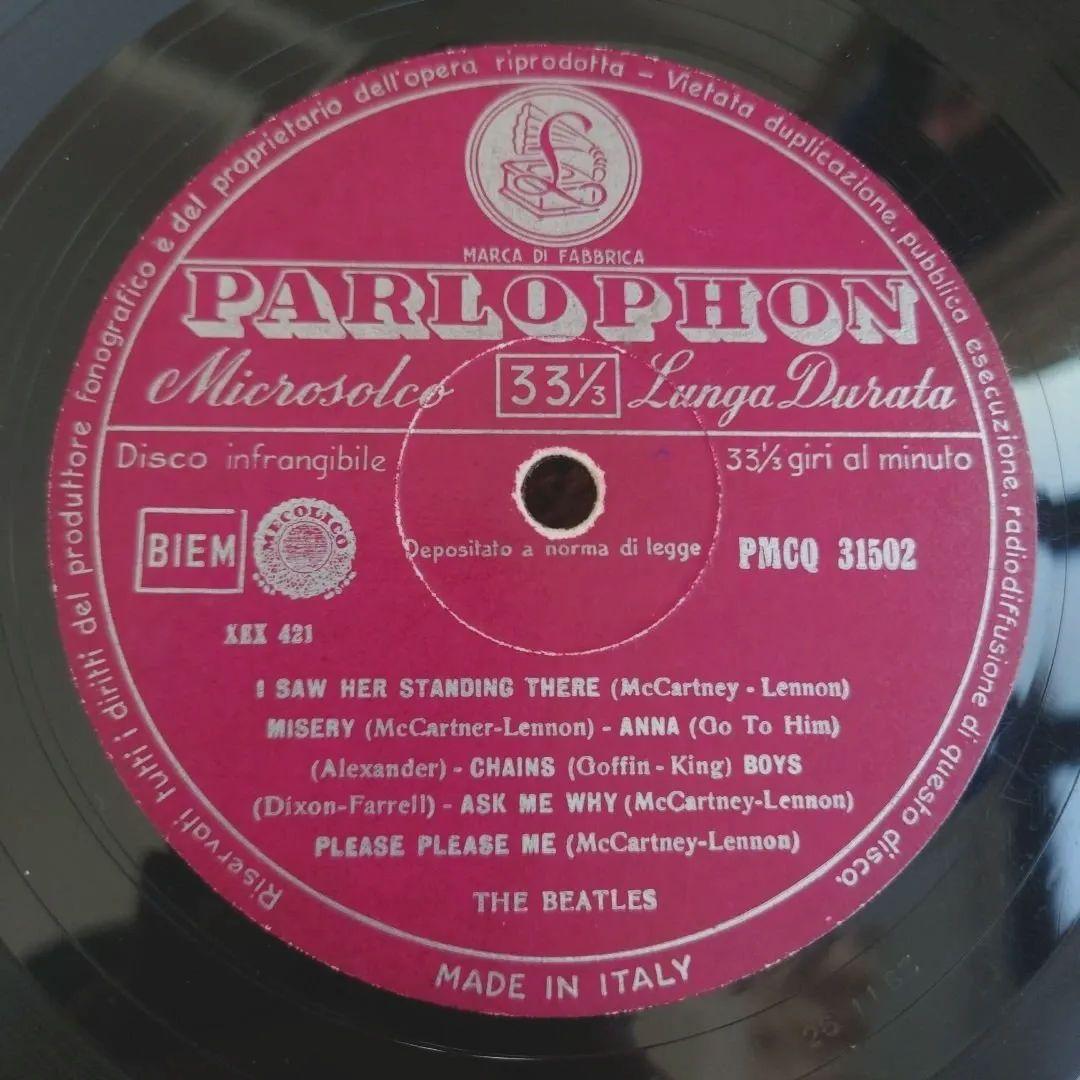 Riservati tutti i diritti del produttore fonografico e del proprietario dell'opera riprodotta - Vietata duplicazione, pubblica esecuzione, radiodiffusione di questo disco.
£
MARCA DI FABBRICA
PARLOPHON
Microsolco 33⅓ Lunga Durata
Disco infrangibile 33⅓ giri al minuto
BIEM MECOLICO Depositato a norma di legge PMCQ 31502
XEX 421
I SAW HER STANDING THERE (McCartney - Lennon)
MISERY (McCartner-Lennon) - ANNA (Go To Him)
(Alexander) - CHAINS (Goffin - King) BOYS
(Dixon-Farrell) - ASK ME WHY (McCartney-Lennon)
PLEASE PLEASE ME (McCartney-Lennon)
THE BEATLES
MADE IN ITALY